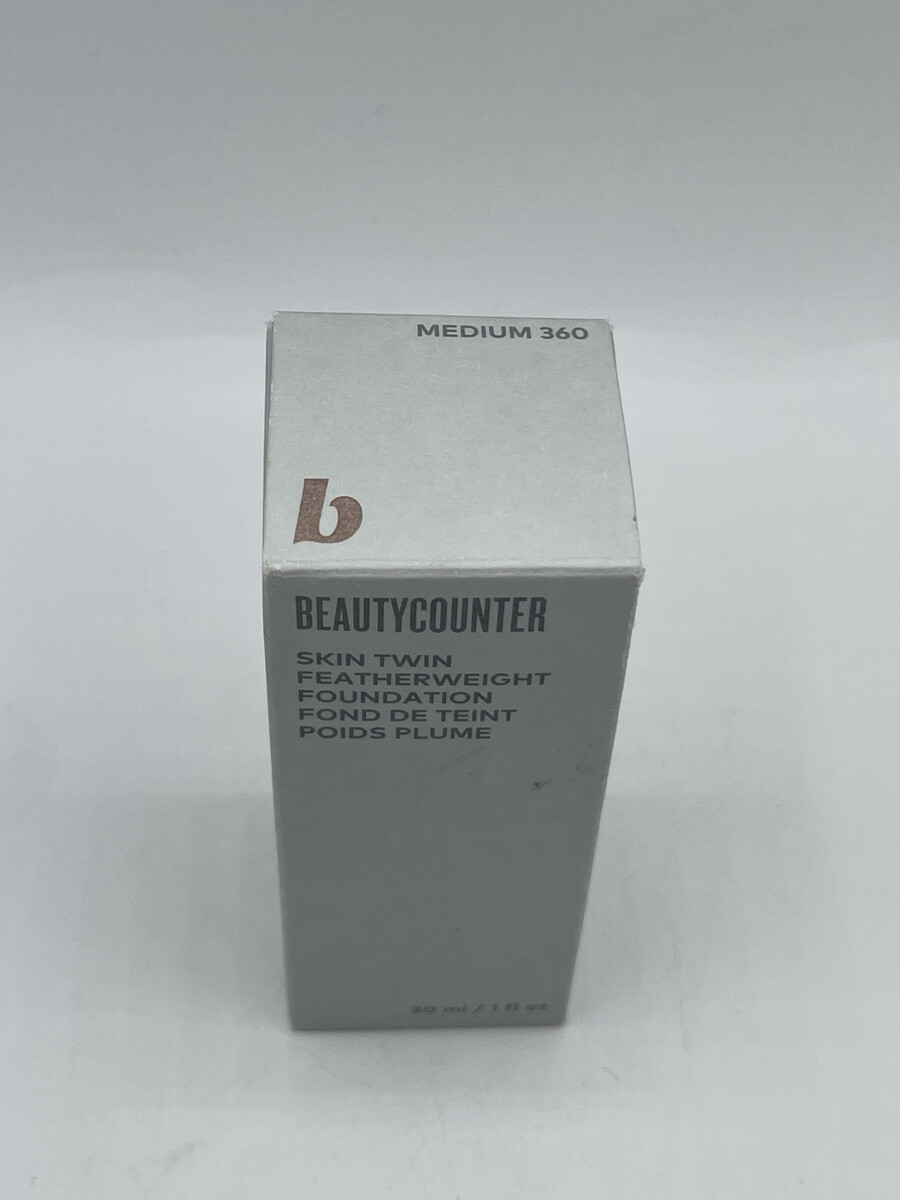 MEDIUM 360
b
BEAUTYCOUNTER
SKIN TWIN
FEATHERWEIGHT
FOUNDATION
FOND DE TEINT
POIDS PLUME
30 ml / 1 fl oz